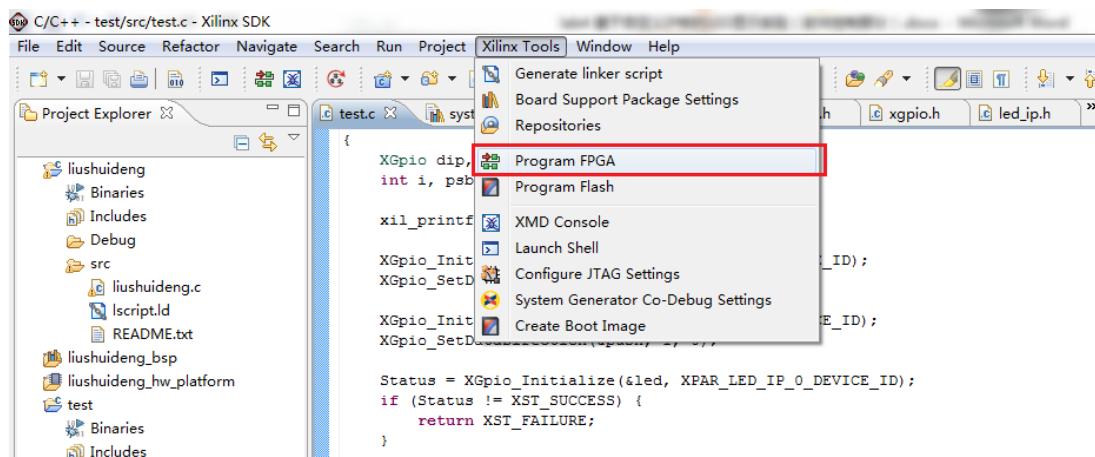 C/C++ - test/src/test.c - Xilinx SDK
File Edit Source Refactor Navigate Search Run Project Xilinx Tools Window Help
Generate linker script
Board Support Package Settings
Repositories
Program FPGA
Program Flash
XMD Console
Launch Shell
Configure JTAG Settings
System Generator Co-Debug Settings
Create Boot Image
Project Explorer
liushuideng
Binaries
Includes
Debug
src
liushuideng.c
lscript.ld
README.txt
liushuideng_bsp
liushuideng_hw_platform
test
Binaries
Includes
test.c syst .h xgpio.h led_ip.h
{
XGpio dip,
int i, psb
xil_printf
XGpio_Init _ID);
XGpio_SetD
XGpio_Init E_ID);
Status = XGpio_Initialize(&led, XPAR_LED_IP_0_DEVICE_ID);
if (Status != XST_SUCCESS) {
return XST_FAILURE;
}